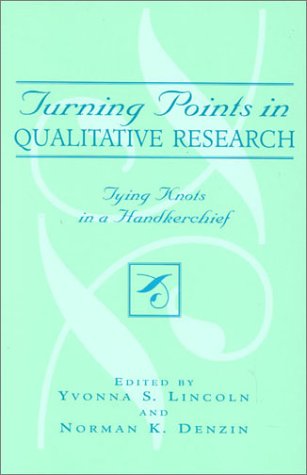 Turning Points in
QUALITATIVE RESEARCH
Tying Knots
in a Handkerchief
EDITED BY
YVONNA S. LINCOLN
AND
NORMAN K. DENZIN